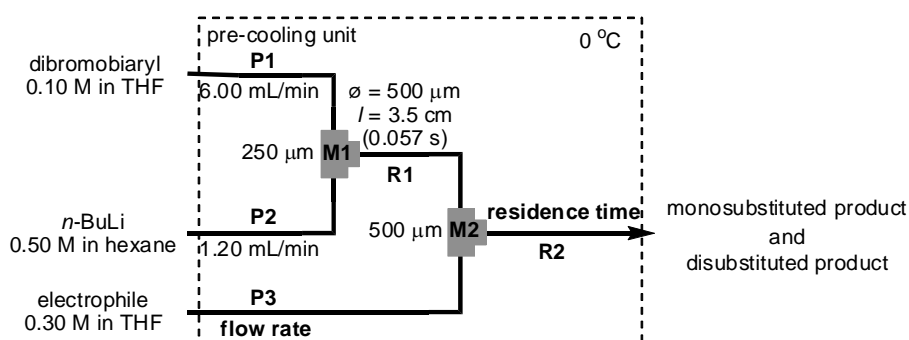 pre-cooling unit
0 °C
dibromobiaryl
0.10 M in THF
P1
6.00 mL/min
ø = 500 μm
l = 3.5 cm
(0.057 s)
250 μm
M1
R1
n-BuLi
0.50 M in hexane
P2
1.20 mL/min
500 μm
M2
residence time
R2
monosubstituted product
and
disubstituted product
electrophile
0.30 M in THF
P3
flow rate